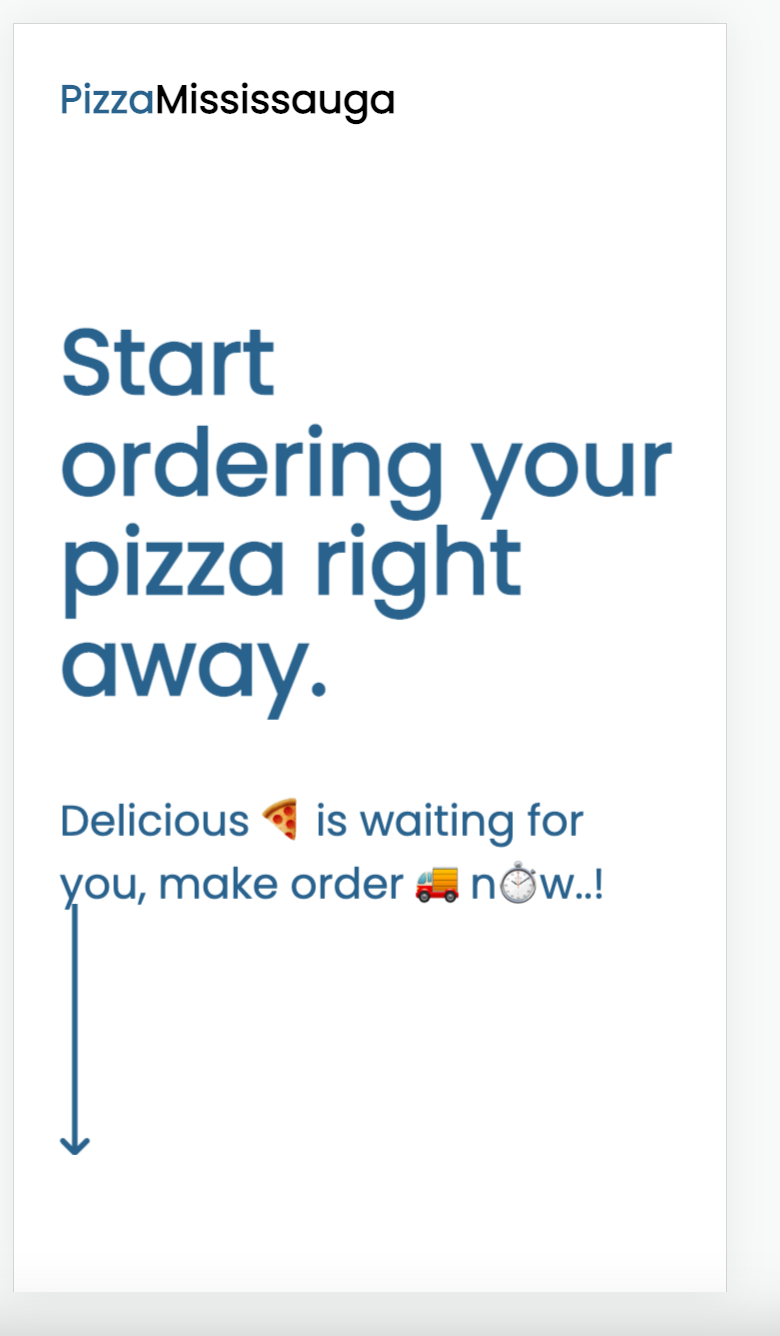 PizzaMississauga
Start
ordering your
pizza right
away.
Delicious 🍕 is waiting for
you, make order 🚚 n⏱w..!